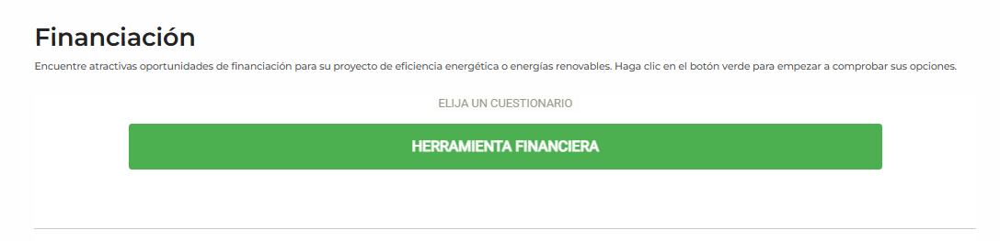 Financiación
Encuentre atractivas oportunidades de financiación para su proyecto de eficiencia energética o energías renovables. Haga clic en el botón verde para empezar a comprobar sus opciones.
ELIJA UN CUESTIONARIO
HERRAMIENTA FINANCIERA